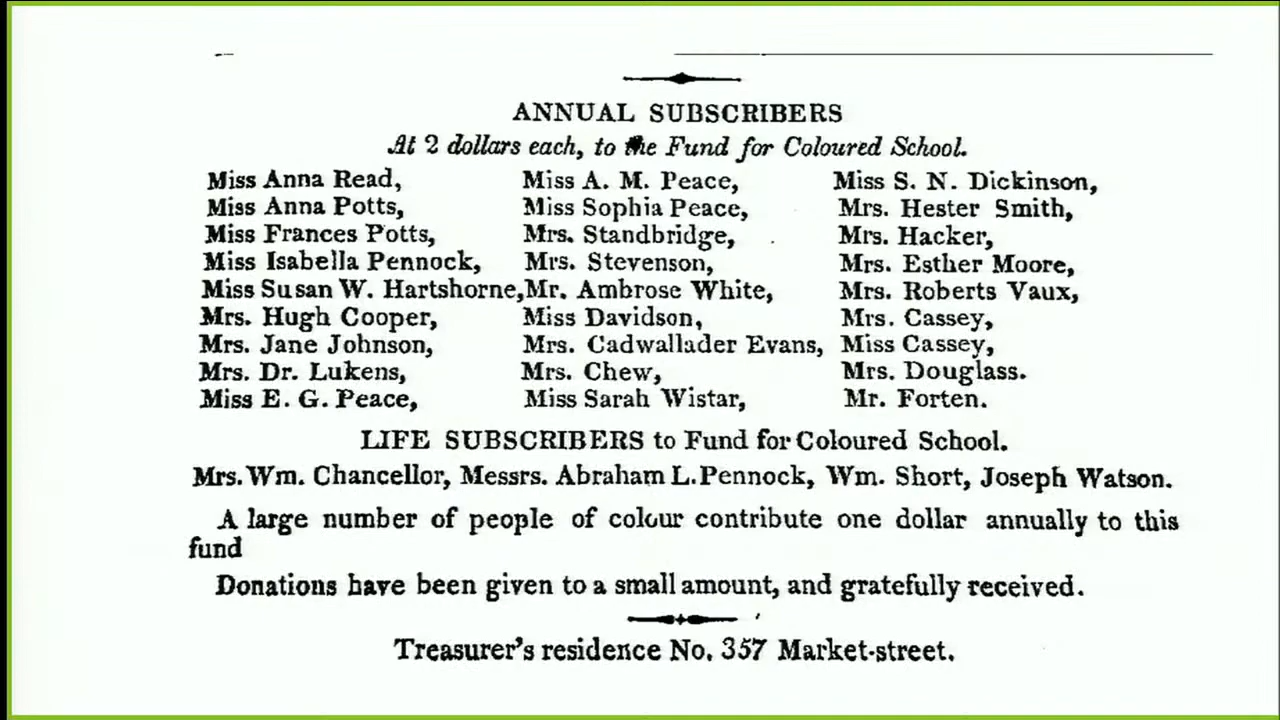 ANNUAL SUBSCRIBERS
At 2 dollars each, to the Fund for Coloured School.
Miss Anna Read,
Miss Anna Potts,
Miss Frances Potts,
Miss Isabella Pennock,
Miss Susan W. Hartshorne,
Mrs. Hugh Cooper,
Mrs. Jane Johnson,
Mrs. Dr. Lukens,
Miss E. G. Peace,
Miss A. M. Peace,
Miss Sophia Peace,
Mrs. Standbridge,
Mrs. Stevenson,
Mr. Ambrose White,
Miss Davidson,
Mrs. Cadwallader Evans,
Mrs. Chew,
Miss Sarah Wistar,
Miss S. N. Dickinson,
Mrs. Hester Smith,
Mrs. Hacker,
Mrs. Esther Moore,
Mrs. Roberts Vaux,
Mrs. Cassey,
Miss Cassey,
Mrs. Douglass.
Mr. Forten.
LIFE SUBSCRIBERS to Fund for Coloured School.
Mrs. Wm. Chancellor, Messrs. Abraham L. Pennock, Wm. Short, Joseph Watson.
A large number of people of colour contribute one dollar annually to this
fund
Donations have been given to a small amount, and gratefully received.
Treasurer's residence No. 357 Market-street.